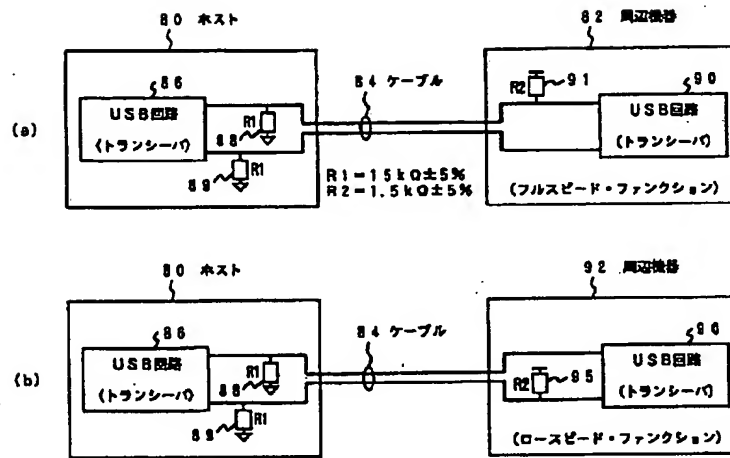 80 ホスト
82 周辺機器
86
USB回路
(トランシーバ)
R1
88
R1
89
84 ケーブル
R1=15kΩ±5%
R2=1.5kΩ±5%
R2
91
90
USB回路
(トランシーバ)
(フルスピード・ファンクション)
(a)
80 ホスト
92 周辺機器
86
USB回路
(トランシーバ)
R1
88
R1
89
84 ケーブル
R2
95
96
USB回路
(トランシーバ)
(ロースピード・ファンクション)
(b)